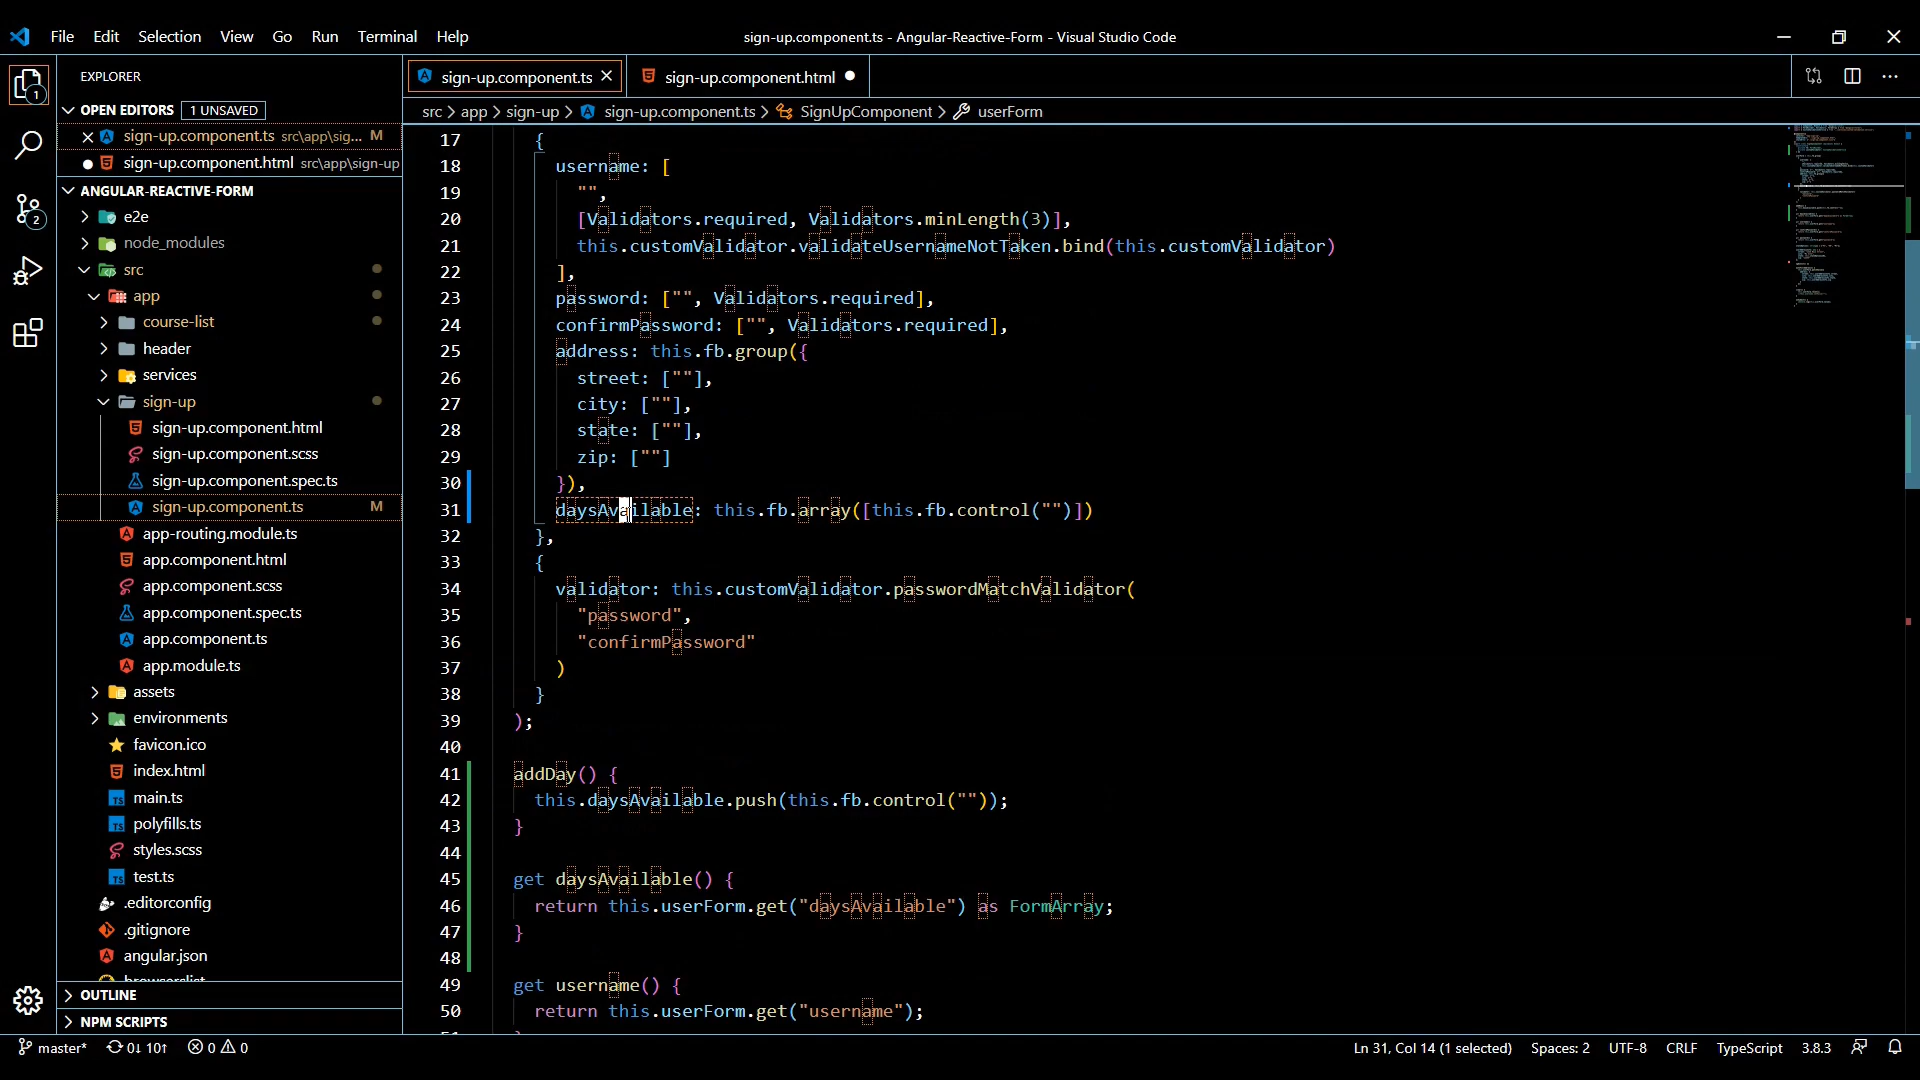 File Edit Selection View Go Run Terminal Help
sign-up.component.ts - Angular-Reactive-Form - Visual Studio Code
EXPLORER
OPEN EDITORS 1 UNSAVED
sign-up.component.ts src\app\sig... M
sign-up.component.html src\app\sign-up
ANGULAR-REACTIVE-FORM
e2e
node_modules
src
app
course-list
header
services
sign-up
sign-up.component.html
sign-up.component.scss
sign-up.component.spec.ts
sign-up.component.ts M
app-routing.module.ts
app.component.html
app.component.scss
app.component.spec.ts
app.component.ts
app.module.ts
assets
environments
favicon.ico
index.html
main.ts
polyfills.ts
styles.scss
test.ts
.editorconfig
.gitignore
angular.json
browserslist
OUTLINE
NPM SCRIPTS
1
2
sign-up.component.ts sign-up.component.html
src > app > sign-up > sign-up.component.ts > SignUpComponent > userForm
17 {
18 username: [
19 "",
20 [Validators.required, Validators.minLength(3)],
21 this.customValidator.validateUsernameNotTaken.bind(this.customValidator)
22 ],
23 password: ["", Validators.required],
24 confirmPassword: ["", Validators.required],
25 address: this.fb.group({
26 street: [""],
27 city: [""],
28 state: [""],
29 zip: [""]
30 }),
31 daysAvailable: this.fb.array([this.fb.control("")])
32 },
33 {
34 validator: this.customValidator.passwordMatchValidator(
35 "password",
36 "confirmPassword"
37 )
38 }
39 );
40
41 addDay() {
42 this.daysAvailable.push(this.fb.control(""));
43 }
44
45 get daysAvailable() {
46 return this.userForm.get("daysAvailable") as FormArray;
47 }
48
49 get username() {
50 return this.userForm.get("username");
master* 0↓ 10↑ 0 0
Ln 31, Col 14 (1 selected) Spaces: 2 UTF-8 CRLF TypeScript 3.8.3